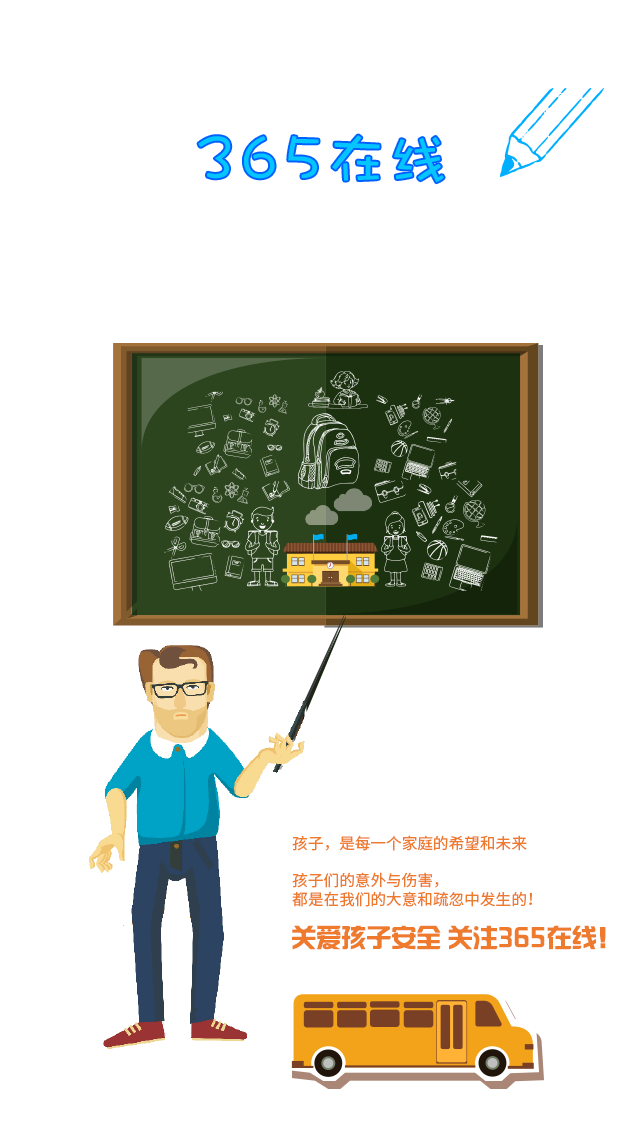 365在线
孩子，是每一个家庭的希望和未来
孩子们的意外与伤害，
都是在我们的大意和疏忽中发生的！
关爱孩子安全 关注365在线！